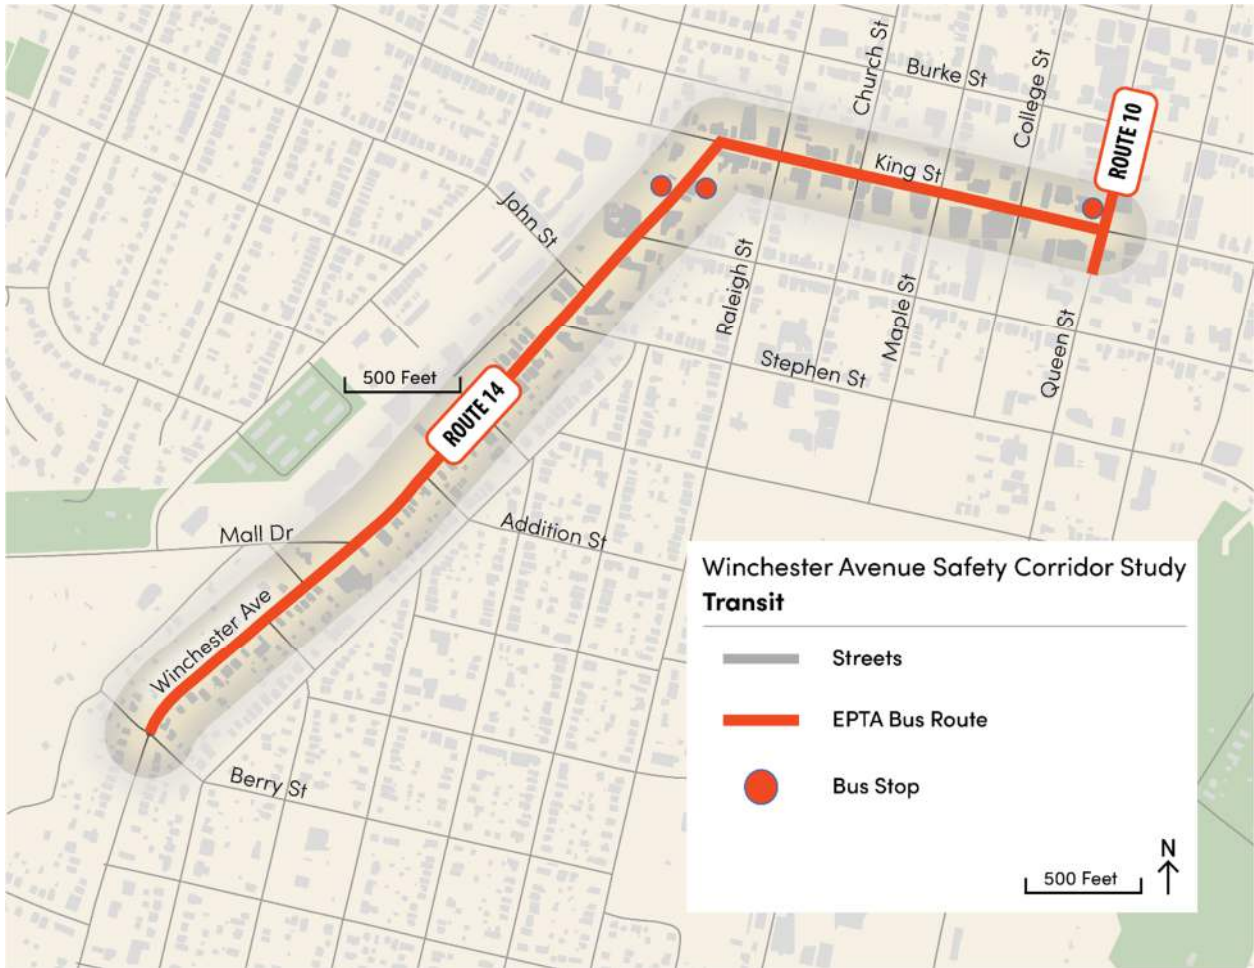 Church St
Burke St
College St
ROUTE 10
King St
John St
Raleigh St
Maple St
Queen St
Stephen St
500 Feet
ROUTE 14
Mall Dr
Addition St
Winchester Ave
Berry St
Winchester Avenue Safety Corridor Study
Transit
Streets
EPTA Bus Route
Bus Stop
N
500 Feet